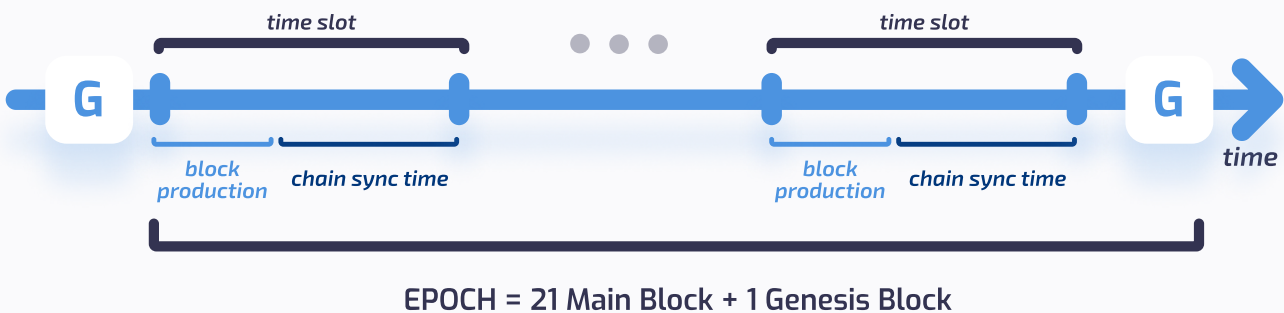 time slot
time slot
G
G
block
production
chain sync time
block
production
chain sync time
time
EPOCH = 21 Main Block + 1 Genesis Block